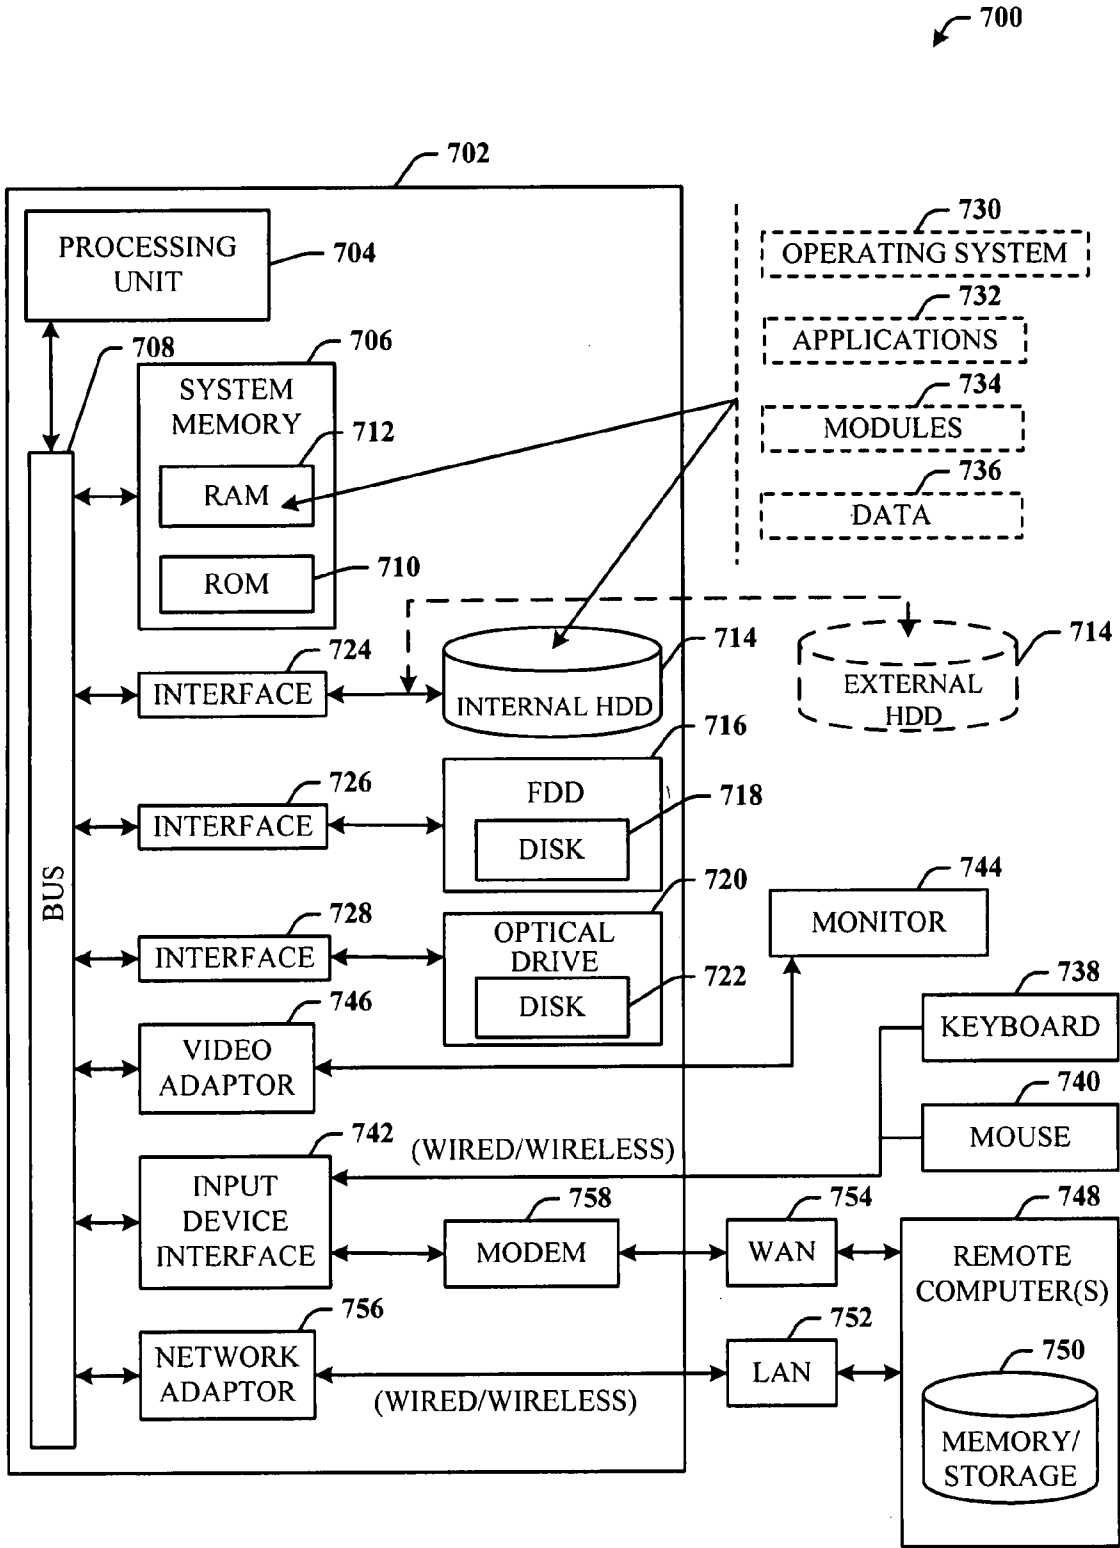 700
702
PROCESSING
UNIT
704
708
706
SYSTEM
MEMORY
712
RAM
ROM
710
730
OPERATING SYSTEM
732
APPLICATIONS
734
MODULES
736
DATA
BUS
724
INTERFACE
714
INTERNAL HDD
714
EXTERNAL
HDD
726
INTERFACE
716
FDD
718
DISK
728
INTERFACE
720
OPTICAL
DRIVE
722
DISK
744
MONITOR
746
VIDEO
ADAPTOR
738
KEYBOARD
740
MOUSE
742
INPUT
DEVICE
INTERFACE
(WIRED/WIRELESS)
758
MODEM
754
WAN
748
REMOTE
COMPUTER(S)
756
NETWORK
ADAPTOR
(WIRED/WIRELESS)
752
LAN
750
MEMORY/
STORAGE